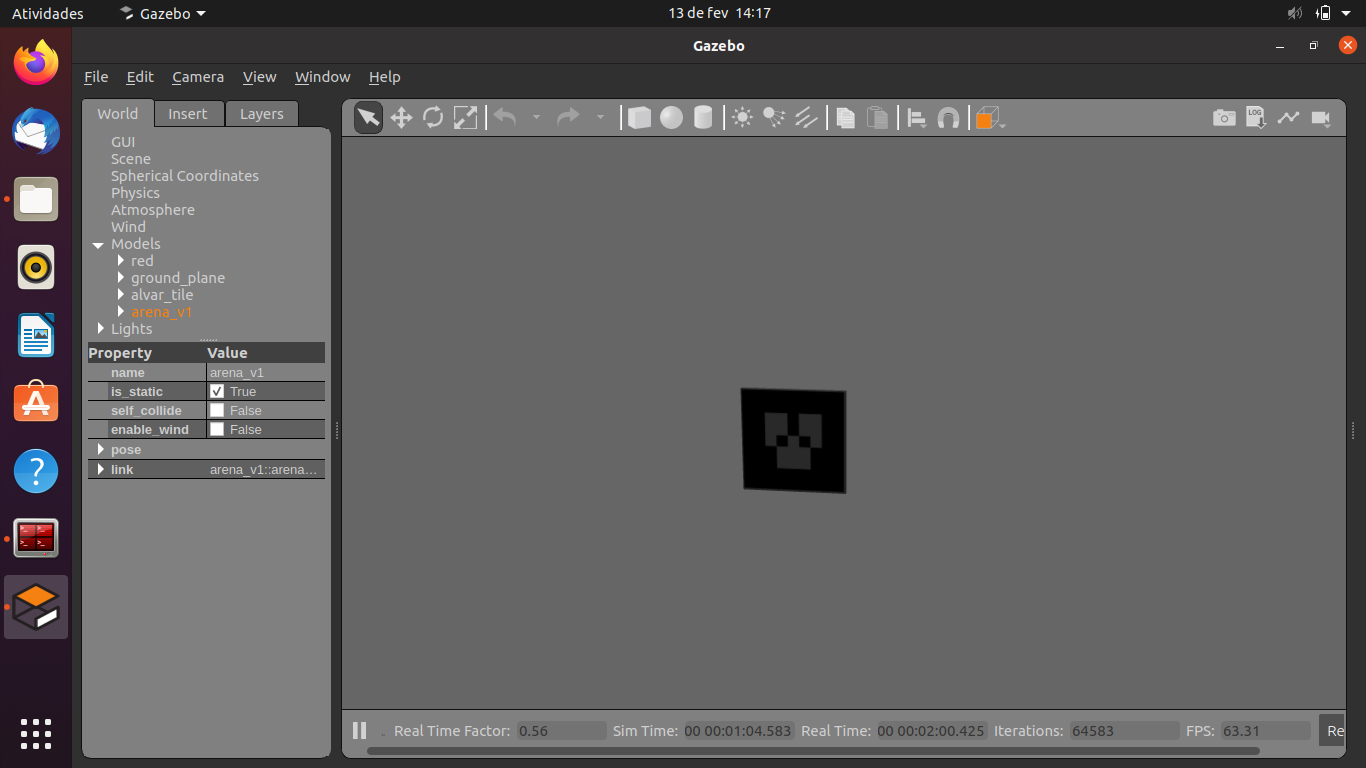 Atividades Gazebo 13 de fev 14:17
Gazebo
File Edit Camera View Window Help
World Insert Layers
GUI
Scene
Spherical Coordinates
Physics
Atmosphere
Wind
Models
red
ground_plane
alvar_tile
arena_v1
Lights
Property Value
name arena_v1
is_static True
self_collide False
enable_wind False
pose
link arena_v1::arena...
LOG
Real Time Factor: 0.56 Sim Time: 00 00:01:04.583 Real Time: 00 00:02:00.425 Iterations: 64583 FPS: 63.31 Re